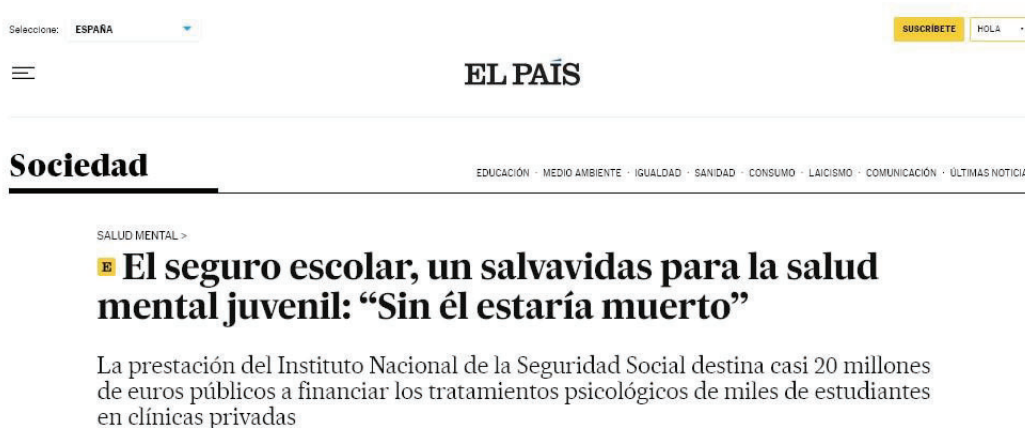 Seleccione: ESPAÑA
SUSCRÍBETE HOLA
EL PAÍS
Sociedad
EDUCACIÓN · MEDIO AMBIENTE · IGUALDAD · SANIDAD · CONSUMO · LAICISMO · COMUNICACIÓN · ÚLTIMAS NOTICIA
SALUD MENTAL >
E El seguro escolar, un salvavidas para la salud
mental juvenil: “Sin él estaría muerto”
La prestación del Instituto Nacional de la Seguridad Social destina casi 20 millones
de euros públicos a financiar los tratamientos psicológicos de miles de estudiantes
en clínicas privadas